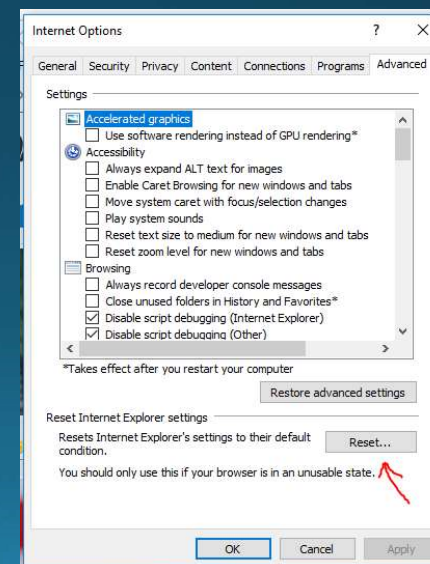 Internet Options
? X
General Security Privacy Content Connections Programs Advanced
Settings
Accelerated graphics
Use software rendering instead of GPU rendering*
Accessibility
Always expand ALT text for images
Enable Caret Browsing for new windows and tabs
Move system caret with focus/selection changes
Play system sounds
Reset text size to medium for new windows and tabs
Reset zoom level for new windows and tabs
Browsing
Always record developer console messages
Close unused folders in History and Favorites*
Disable script debugging (Internet Explorer)
Disable script debugging (Other)
*Takes effect after you restart your computer
Restore advanced settings
Reset Internet Explorer settings
Resets Internet Explorer's settings to their default
condition.
Reset...
You should only use this if your browser is in an unusable state.
OK Cancel Apply